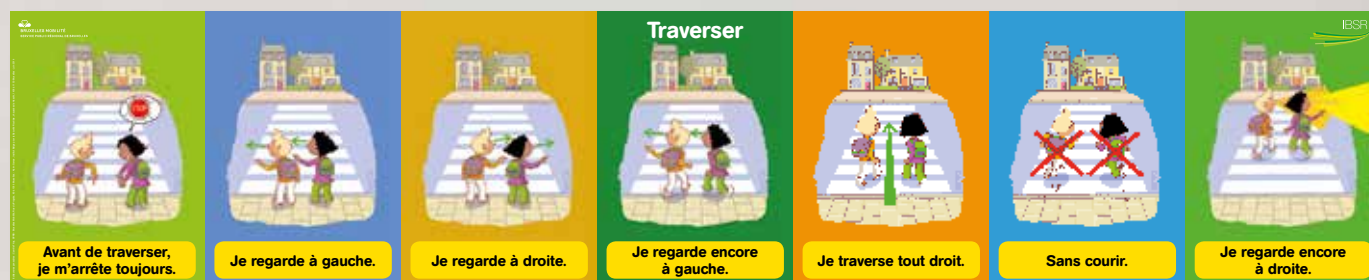 BRUXELLES MOBILITÉ
Traverser
IBSR
STOP
Avant de traverser,
je m'arrête toujours.
Je regarde à gauche.
Je regarde à droite.
Je regarde encore
à gauche.
Je traverse tout droit.
Sans courir.
Je regarde encore
à droite.